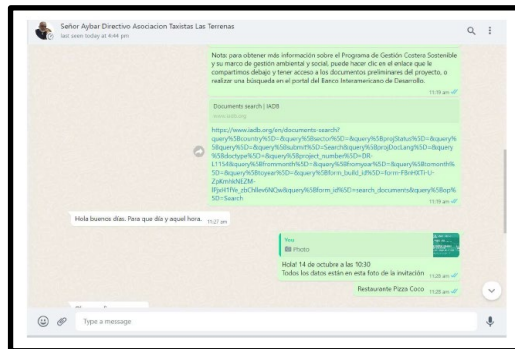 Señor Aybar Directivo Asociacion Taxistas Las Terrenas
last seen today at 4:44 pm
Nota: para obtener más información sobre el Programa de Gestión Costera Sostenible
y su marco de gestión ambiental y social, puede hacer clic en el enlace que le
compartimos debajo y tener acceso a los documentos preliminares del proyecto, o
realizar una búsqueda en el portal del Banco Interamericano de Desarrollo.
11:19 am
Documents search | IADB
www.iadb.org
https://www.iadb.org/en/documents-search?
query%5Bcountry%5D=&query%5Bsector%5D=&query%5BprojStatus%5D=&query%
5Bquery%5D=&query%5Bsubmit%5D=Search&query%5BprojDocLang%5D=&query
%5Bdoctype%5D=&query%5Bproject_number%5D=DR-
L1154&query%5Bfrommonth%5D=&query%5Bfromyear%5D=&query%5Btomonth%
5D=&query%5Btoyear%5D=&query%5Bform_build_id%5D=form-
5D=Search
11:19 am
Hola buenos días. Para que día y aquel hora.
11:27 am
You
Photo
Hola! 14 de octubre a las 10:30
Todos los datos están en esta foto de la invitación
11:28 am
Restaurante Pizza Coco
11:28 am
Type a message